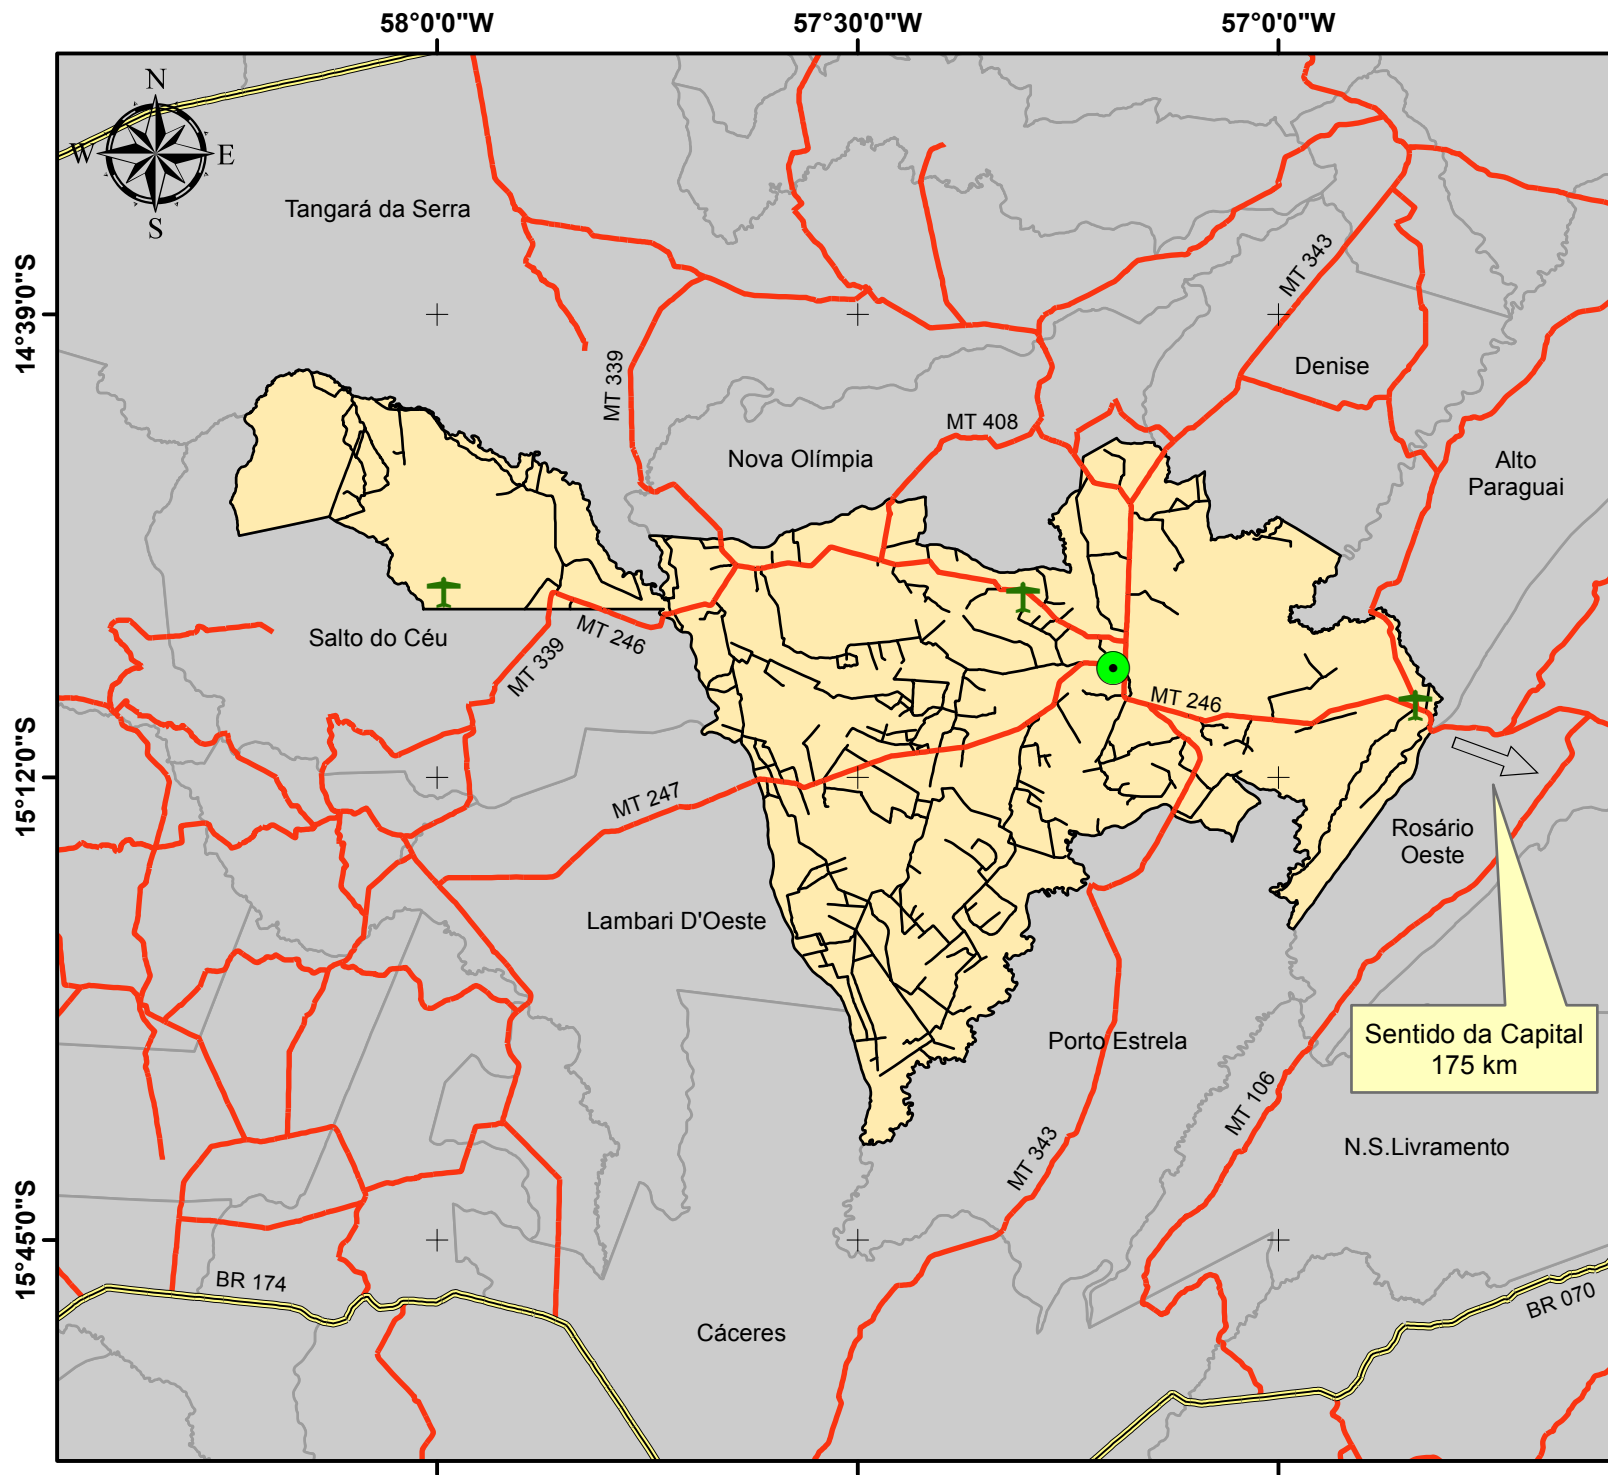 58°0'0"W
57°30'0"W
57°0'0"W
N
W
E
S
Tangará da Serra
MT 343
14°39'0"S
MT 339
Denise
MT 408
Nova Olímpia
Alto
Paraguai
Salto do Céu
MT 246
MT 339
MT 246
15°12'0"S
MT 247
Rosário
Oeste
Lambari D'Oeste
Porto Estrela
Sentido da Capital
175 km
MT 106
N.S.Livramento
MT 343
15°45'0"S
BR 174
BR 070
Cáceres